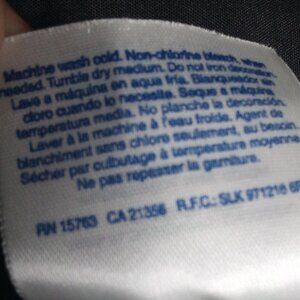 Machine wash cold. Non-chlorine bleach, when
needed. Tumble dry medium. Do not iron decoration.
Lave a máquina en agua fria. Blanqueador sin
cloro cuando lo necesite. Seque a máquina a
temperatura media. No planche la decoración.
Laver à la machine à l'eau froide. Agent de
blanchiment sans chlore seulement, au besoin.
Sécher par culbutage à température moyenne.
Ne pas repasser la garniture.
RN 15763 CA 21356 R.F.C.: SLK 971216